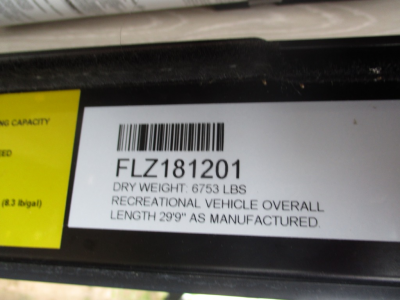 NG CAPACITY
EED
(8.3 lb/gal)
FLZ181201
DRY WEIGHT: 6753 LBS
RECREATIONAL VEHICLE OVERALL
LENGTH 29'9" AS MANUFACTURED.